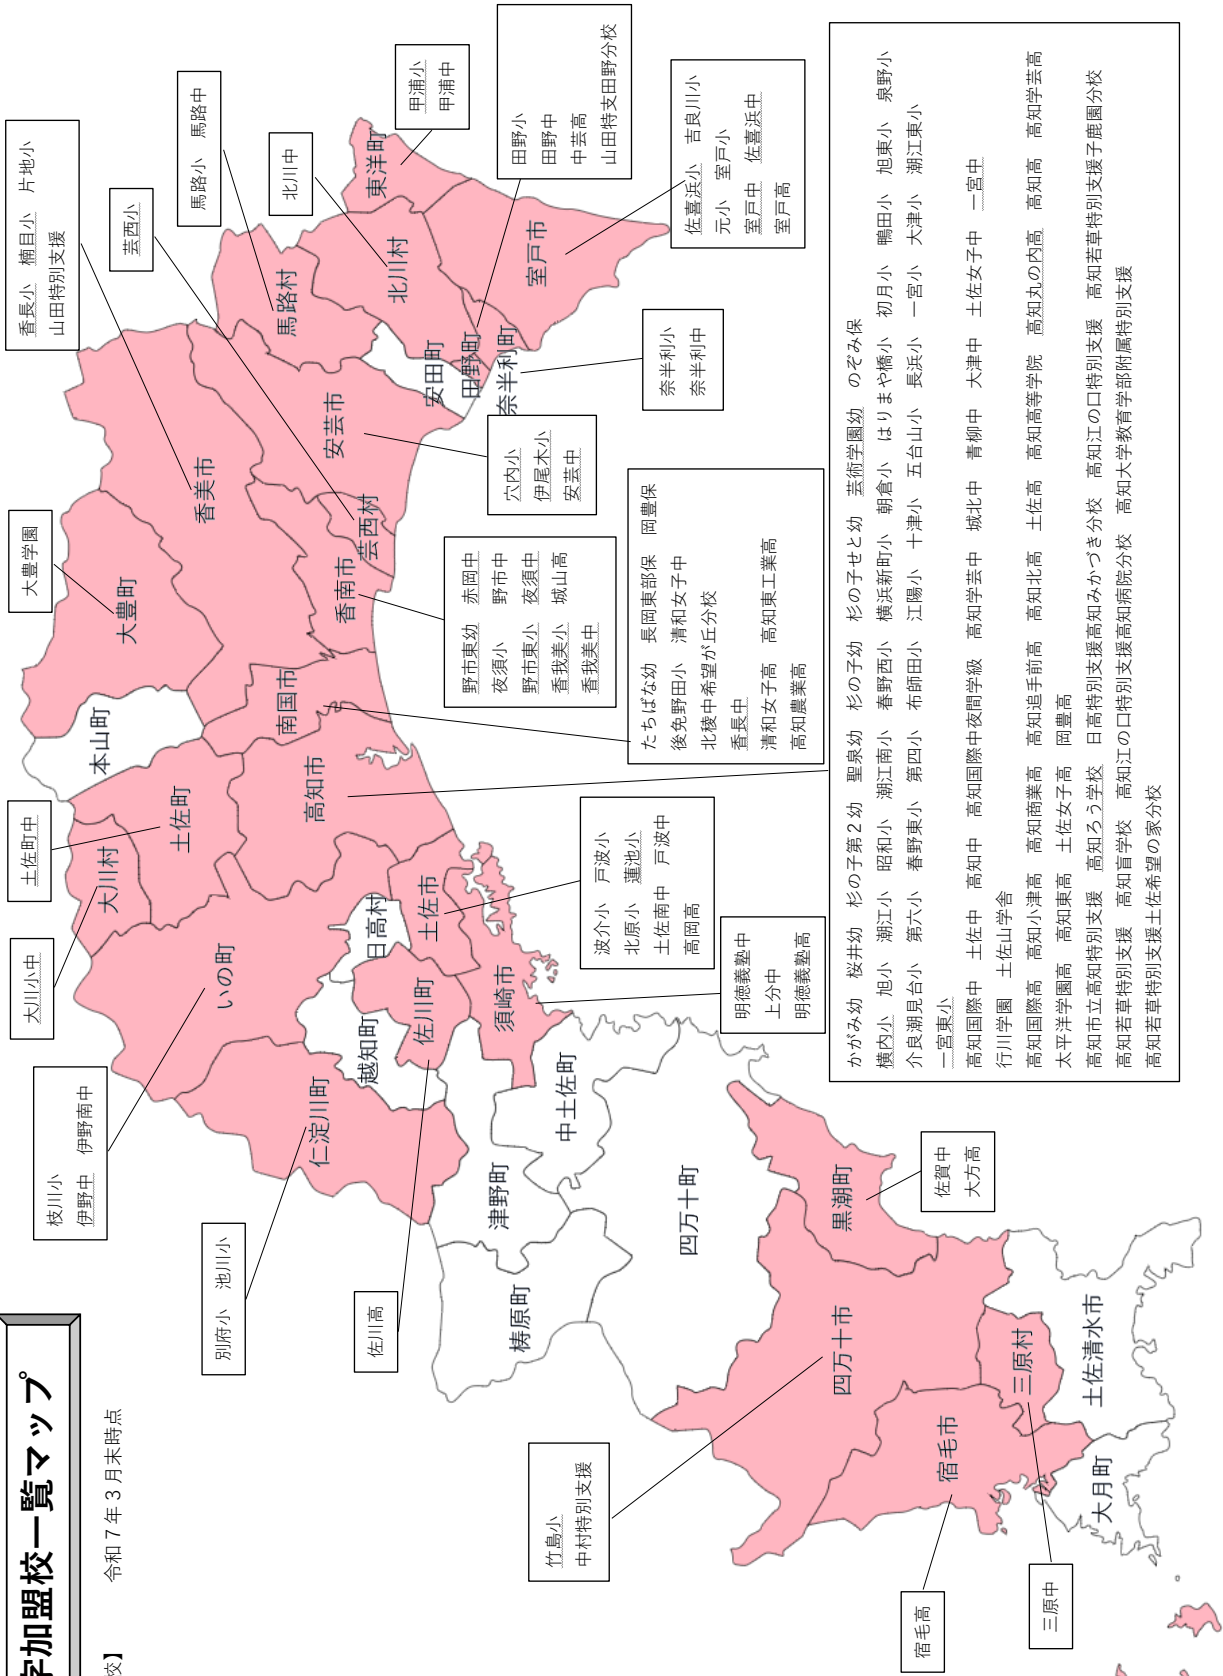 字加盟校一覧マップ
校】
令和７年３月末時点
香長小　楠目小　片地小
山田特別支援
馬路小　馬路中
芸西小
北川中
甲浦小
甲浦中
田野小
田野中
中芸高
山田特支田野分校
佐喜浜小　吉良川小
元小　室戸小
室戸中　佐喜浜中
室戸高
奈半利小
奈半利中
穴内小
伊尾木小
安芸中
大豊学園
野市東幼　赤岡中
夜須小　野市中
野市東小　夜須中
香我美小　城山高
香我美中
たちばな幼　長岡東部保　岡豊保
後免野田小　清和女子中
北稜中希望が丘分校
香長中
清和女子高　高知東工業高
高知農業高
土佐町中
大川小中
波介小　戸波小
北原小　蓮池小
土佐南中　戸波中
高岡高
明徳義塾中
上分中
明徳義塾高
枝川小
伊野中　伊野南中
別府小　池川小
佐川高
佐賀中
大方高
竹島小
中村特別支援
宿毛高
三原中
かがみ幼　桜井幼　杉の子第２幼　聖泉幼　杉の子幼　杉の子せと幼　芸術学園幼　のぞみ保
横内小　旭小　潮江小　昭和小　潮江南小　春野西小　横浜新町小　朝倉小　はりまや橋小　初月小　鴨田小　旭東小　泉野小
介良潮見台小　第六小　春野東小　第四小　布師田小　江陽小　十津小　五台山小　長浜小　一宮小　大津小　潮江東小
一宮東小
高知国際中　土佐中　高知中　高知国際中夜間学級　高知学芸中　城北中　青柳中　大津中　土佐女子中　一宮中
行川学園　土佐山学舎
高知国際高　高知小津高　高知商業高　高知追手前高　高知北高　土佐高　高知高等学院　高知丸の内高　高知高　高知学芸高
太平洋学園高　高知東高　土佐女子高　岡豊高
高知市立高知特別支援　高知ろう学校　日高特別支援高知みかづき分校　高知江の口特別支援　高知若草特別支援子鹿園分校
高知若草特別支援　高知盲学校　高知江の口特別支援高知病院分校　高知大学教育学部附属特別支援
高知若草特別支援土佐希望の家分校
東洋町
室戸市
北川村
馬路村
奈半利町
田野町
安田町
安芸市
芸西村
香美市
香南市
大豊町
南国市
本山町
高知市
土佐町
大川村
いの町
土佐市
日高村
佐川町
越知町
須崎市
仁淀川町
中土佐町
津野町
梼原町
四万十町
黒潮町
四万十市
三原村
宿毛市
土佐清水市
大月町